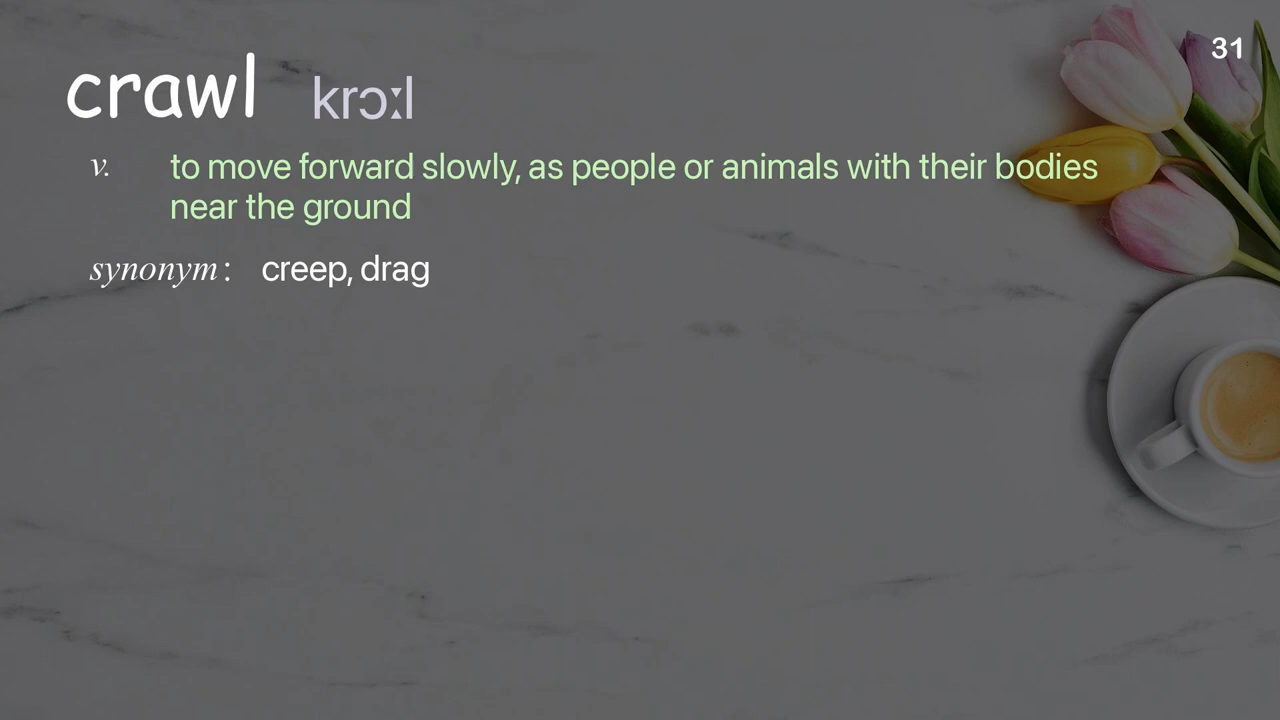 31
crawl krɔːl
v. to move forward slowly, as people or animals with their bodies
near the ground
synonym: creep, drag